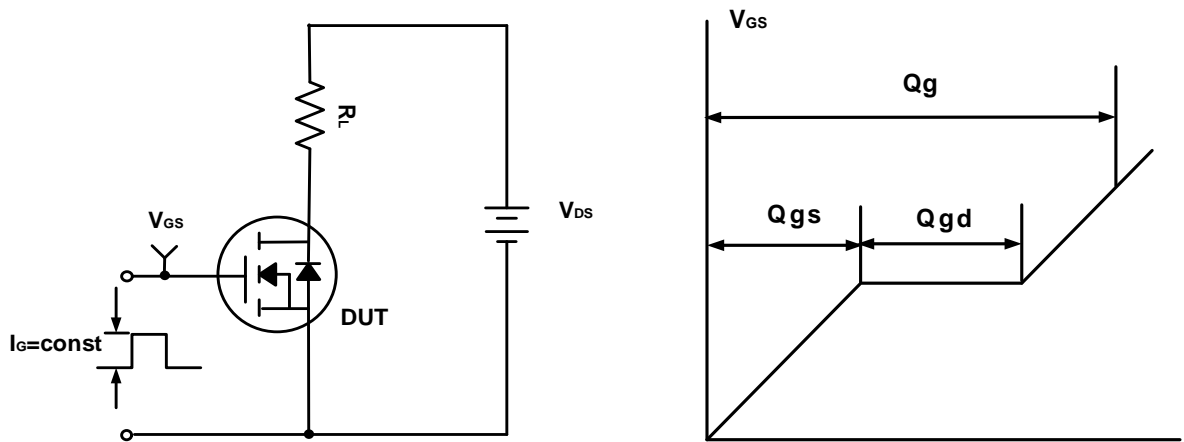 VGS
Qg
RL
VGS
VDS
Qgs
Qgd
DUT
IG=const